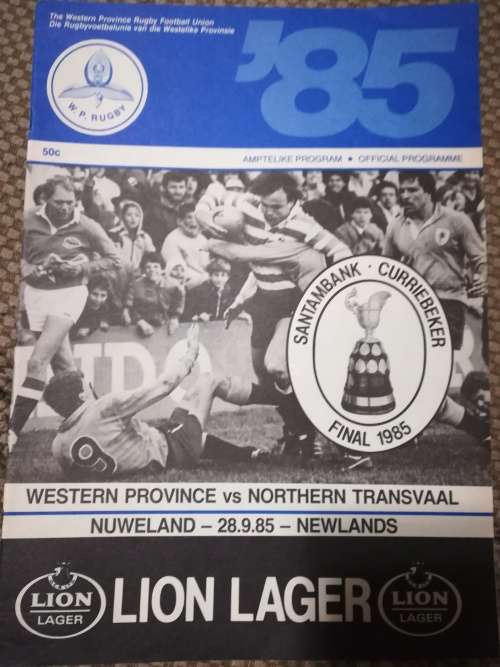 The Western Province Rugby Football Union
Die Rugbyvoetbalunie van die Westelike Provinsie
'85
W.P. RUGBY
50c
AMPTELIKE PROGRAM • OFFICIAL PROGRAMME
SANTAMBANK · CURRIEBEKER
FINAL 1985
9
WESTERN PROVINCE vs NORTHERN TRANSVAAL
NUWELAND – 28.9.85 – NEWLANDS
LION LAGER
LION LAGER
LION LAGER